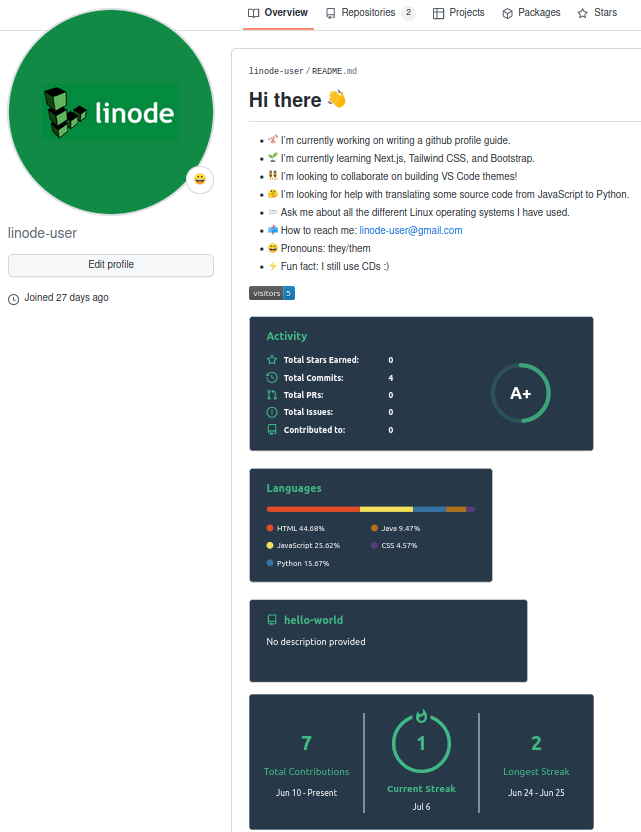 Overview Repositories 2 Projects Packages Stars
linode
linode-user
Edit profile
Joined 27 days ago
linode-user / README.md
Hi there 👋
I'm currently working on writing a github profile guide.
🌱 I'm currently learning Next.js, Tailwind CSS, and Bootstrap.
👯 I'm looking to collaborate on building VS Code themes!
🤔 I'm looking for help with translating some source code from JavaScript to Python.
💬 Ask me about all the different Linux operating systems I have used.
📫 How to reach me: linode-user@gmail.com
😄 Pronouns: they/them
⚡ Fun fact: I still use CDs :)
visitors 5
Activity
Total Stars Earned: 0
Total Commits: 4
Total PRs: 0
Total Issues: 0
Contributed to: 0
A+
Languages
HTML 44.68% Java 9.47%
JavaScript 25.62% CSS 4.57%
Python 15.67%
hello-world
No description provided
7
Total Contributions
Jun 10 - Present
1
Current Streak
Jul 6
2
Longest Streak
Jun 24 - Jun 25